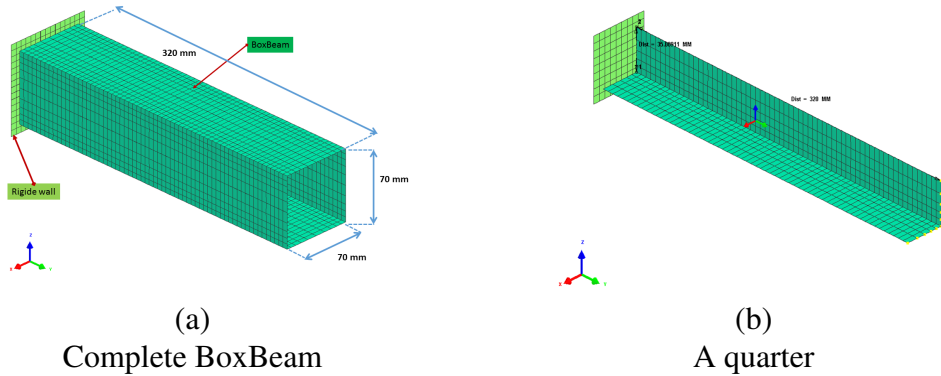 320 mm
BoxBeam
70 mm
70 mm
Rigide wall
Z
X
Y
(a)
Complete BoxBeam
Dist = 320 MM
Z
X
Y
(b)
A quarter